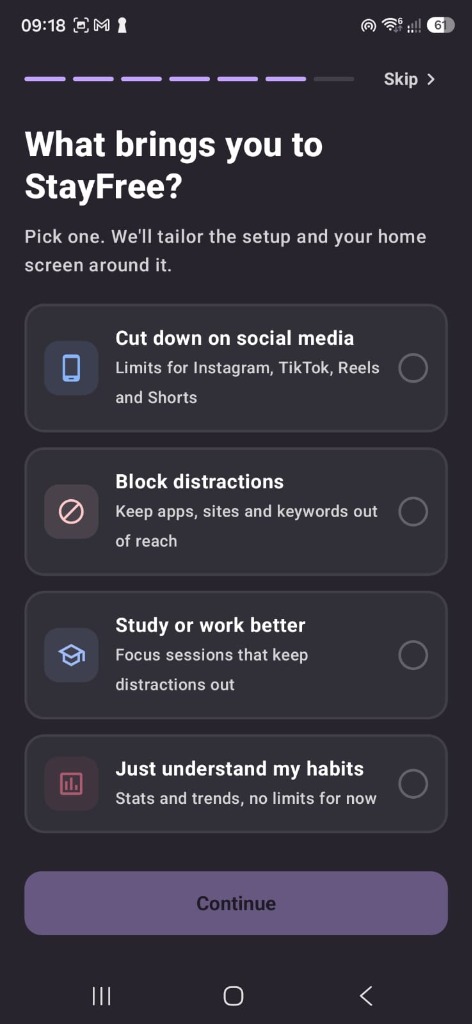 09:18
61
Skip
What brings you to
StayFree?
Pick one. We'll tailor the setup and your home
screen around it.
Cut down on social media
Limits for Instagram, TikTok, Reels
and Shorts
Block distractions
Keep apps, sites and keywords out
of reach
Study or work better
Focus sessions that keep
distractions out
Just understand my habits
Stats and trends, no limits for now
Continue